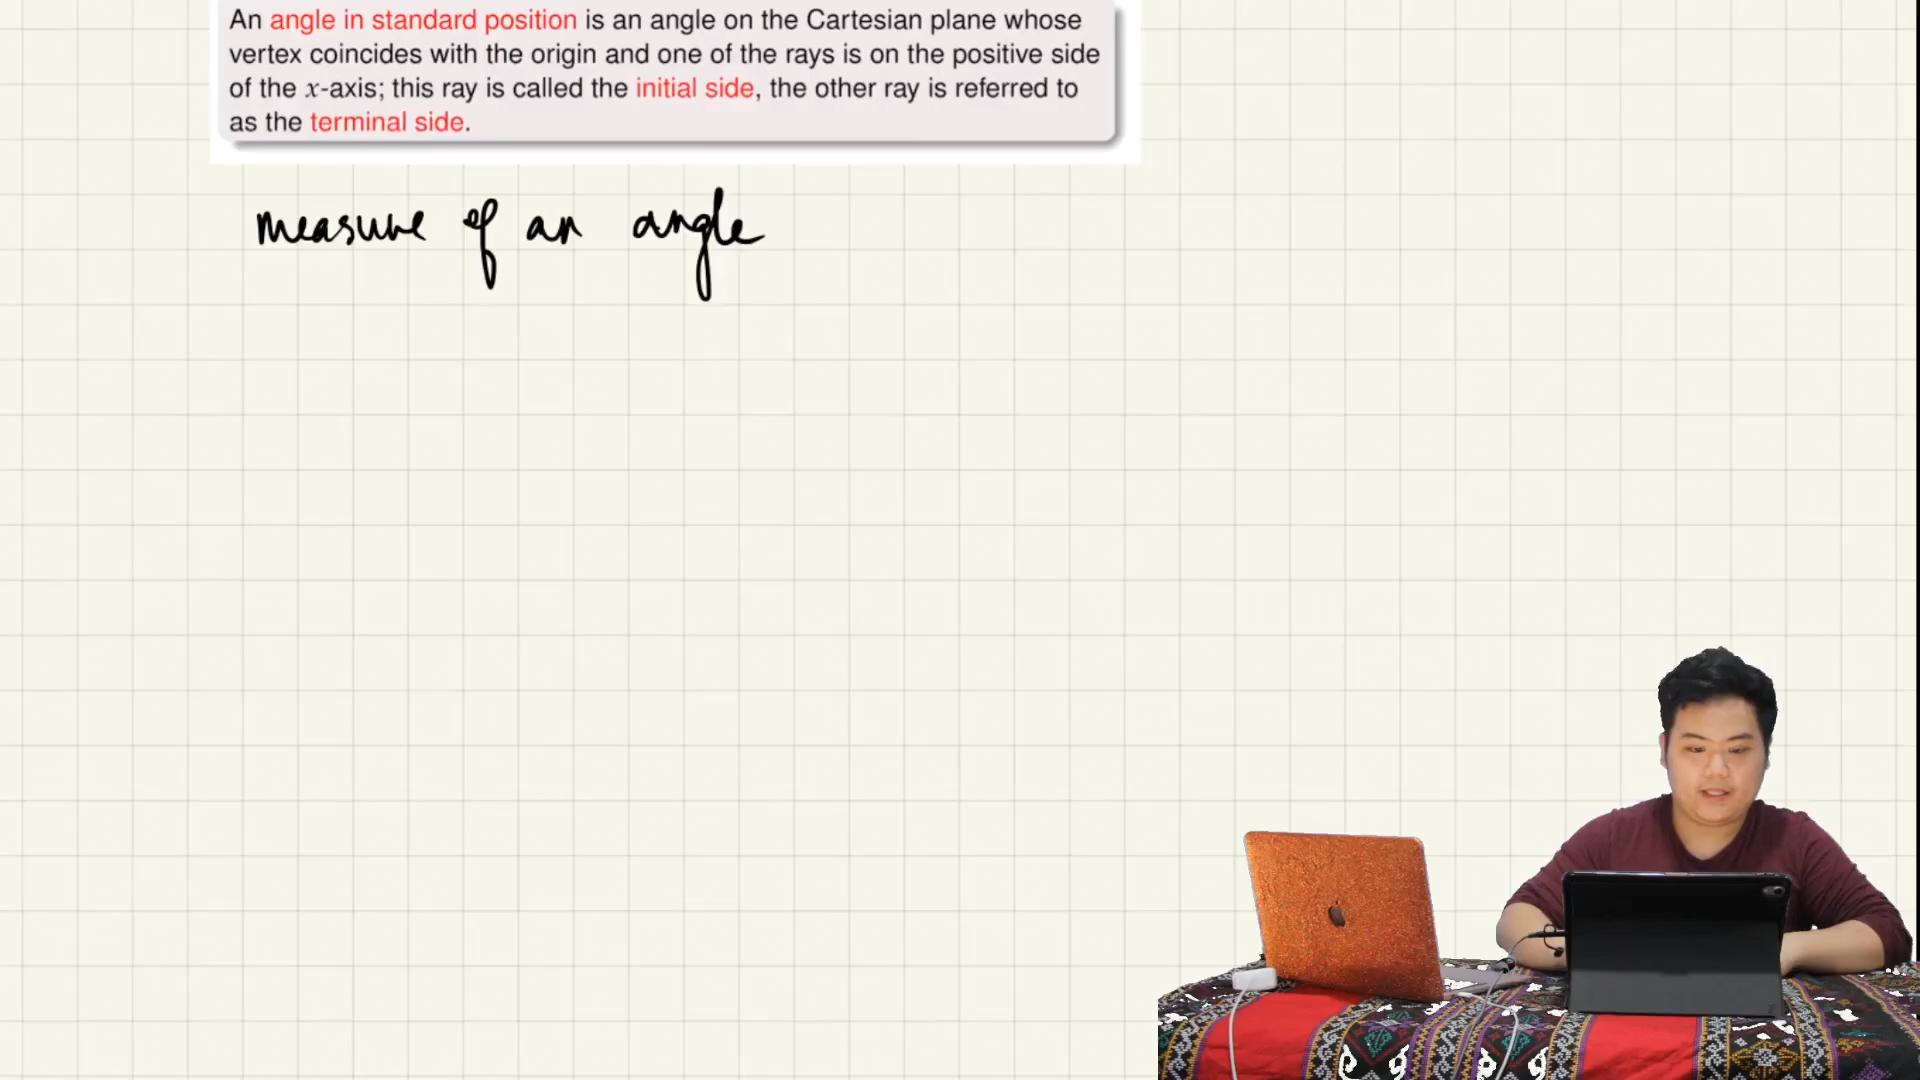 An angle in standard position is an angle on the Cartesian plane whose
vertex coincides with the origin and one of the rays is on the positive side
of the x-axis; this ray is called the initial side, the other ray is referred to
as the terminal side.
measure of an angle